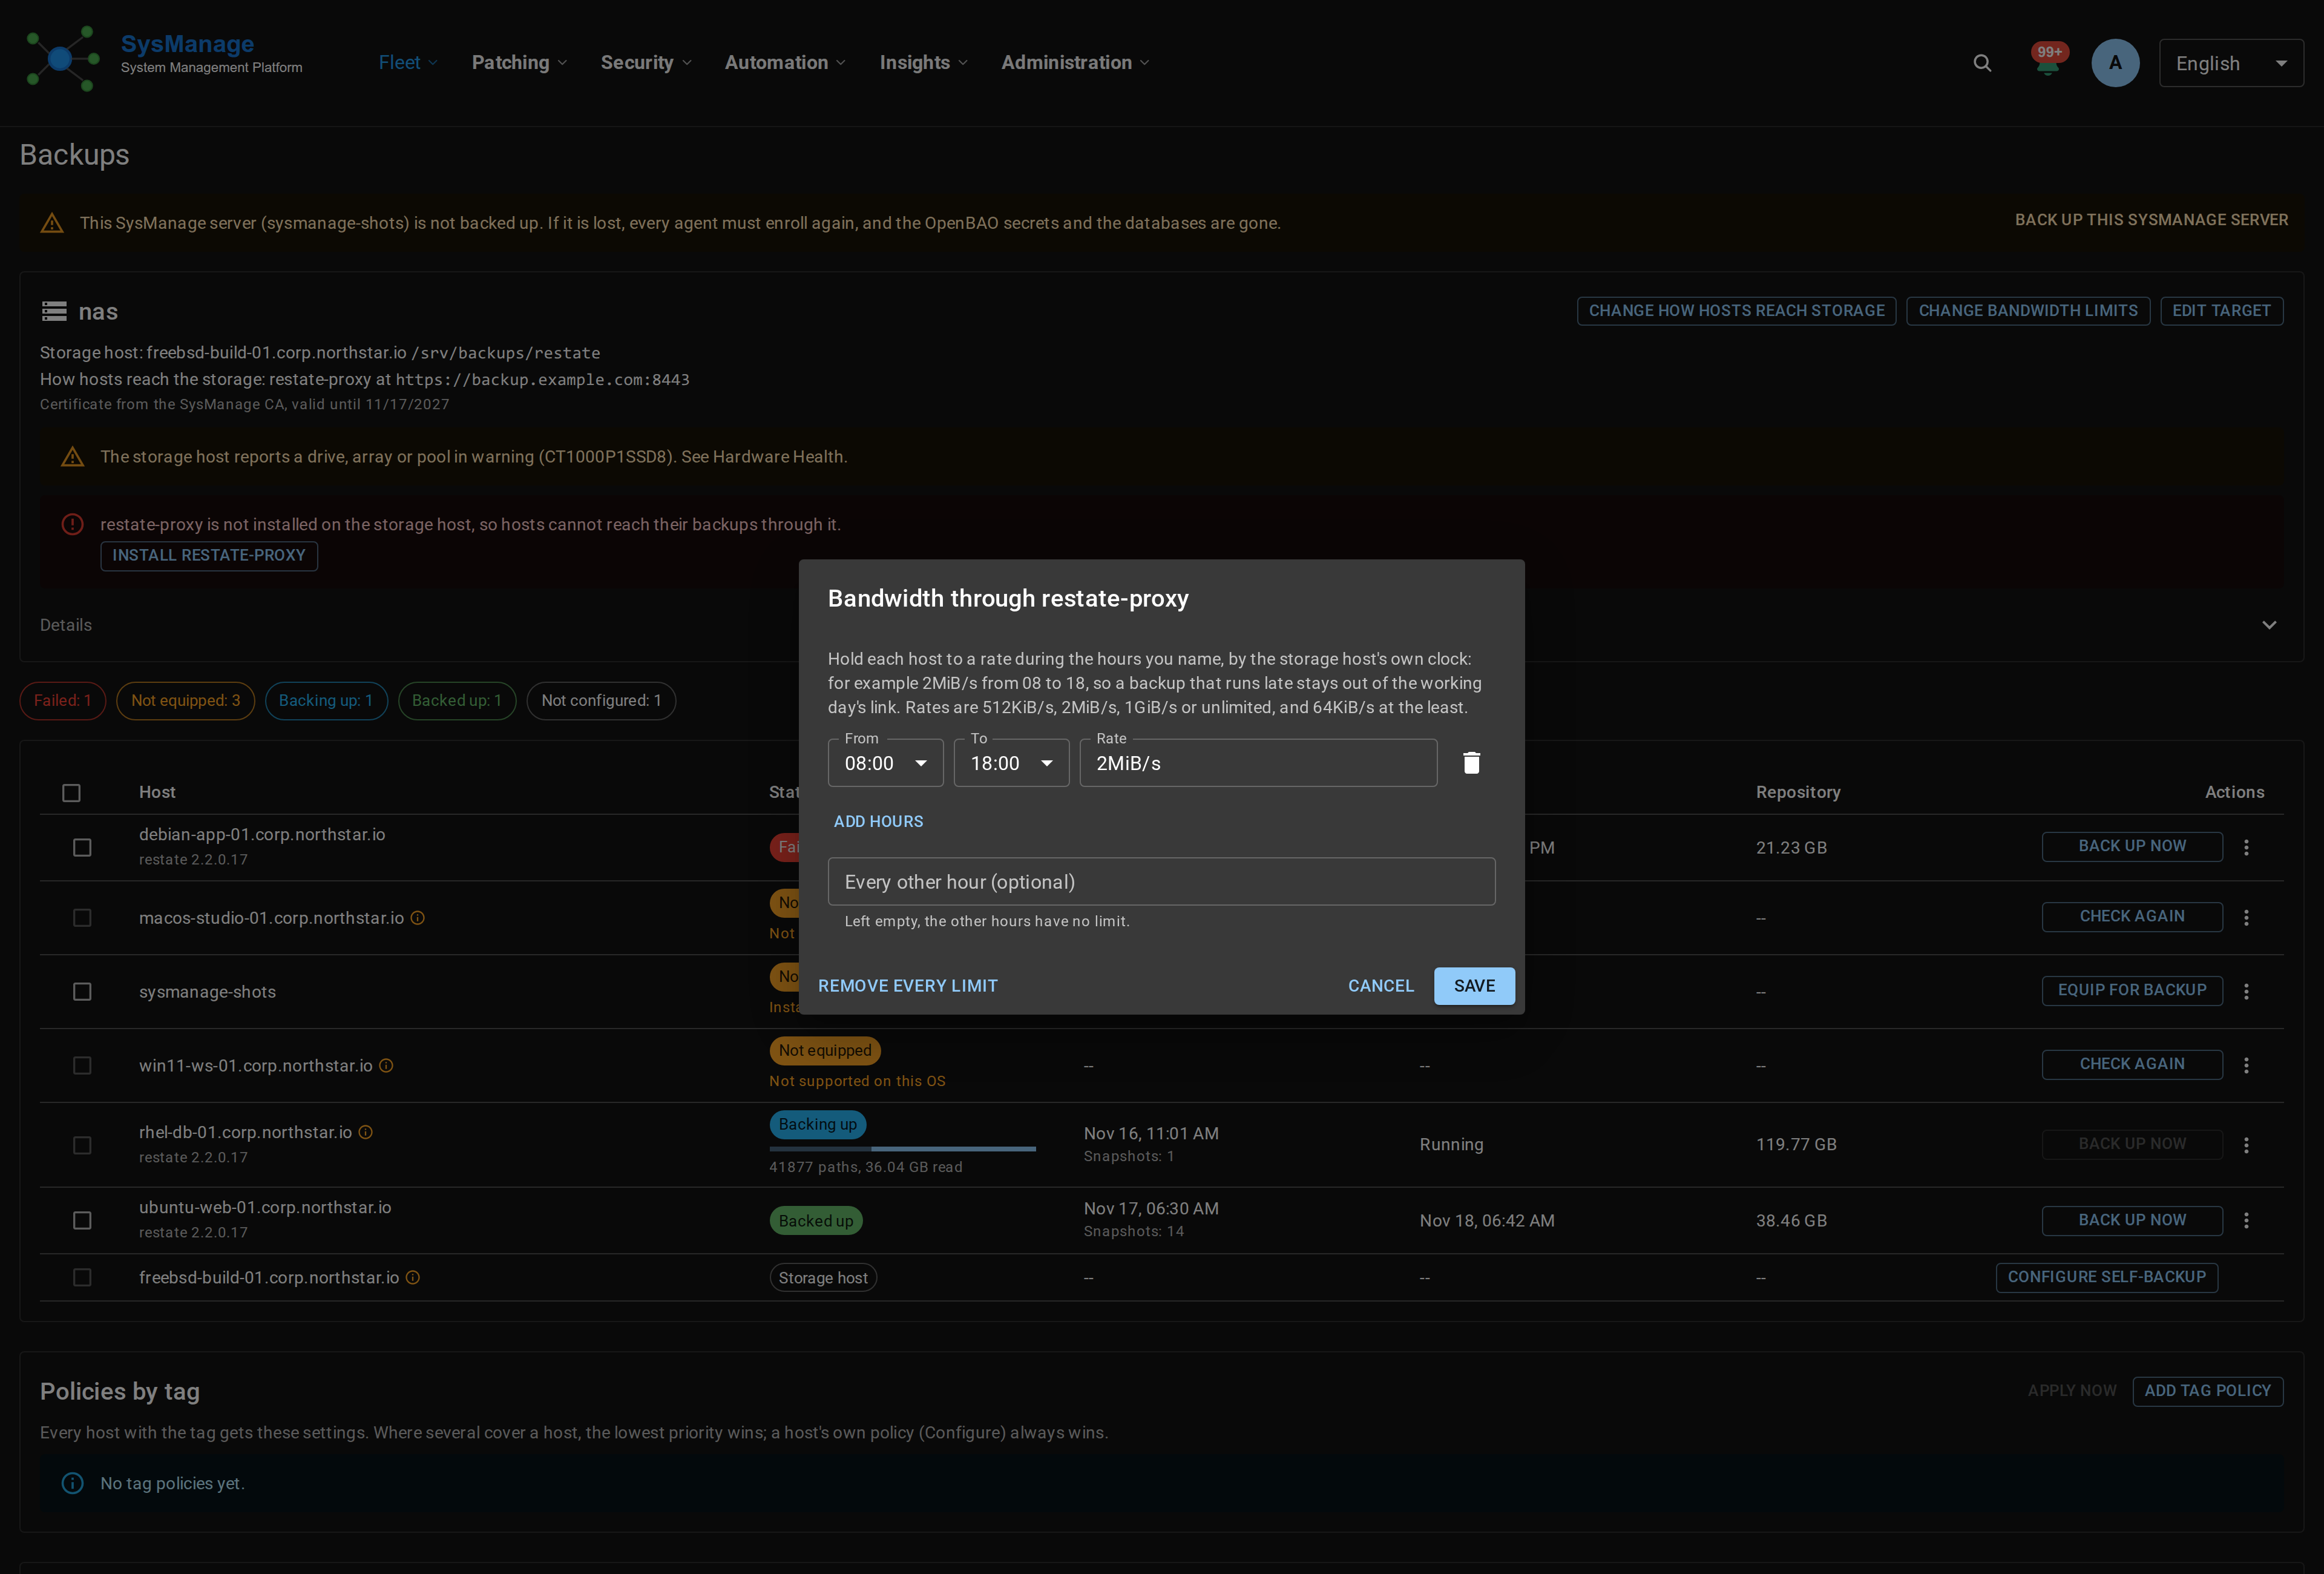 SysManage
System Management Platform
Fleet
Patching
Security
Automation
Insights
Administration
99+
A
English
Backups
This SysManage server (sysmanage-shots) is not backed up. If it is lost, every agent must enroll again, and the OpenBAO secrets and the databases are gone.
BACK UP THIS SYSMANAGE SERVER
nas
CHANGE HOW HOSTS REACH STORAGE
CHANGE BANDWIDTH LIMITS
EDIT TARGET
Storage host: freebsd-build-01.corp.northstar.io /srv/backups/restate
How hosts reach the storage: restate-proxy at https://backup.example.com:8443
Certificate from the SysManage CA, valid until 11/17/2027
The storage host reports a drive, array or pool in warning (CT1000P1SSD8). See Hardware Health.
restate-proxy is not installed on the storage host, so hosts cannot reach their backups through it.
INSTALL RESTATE-PROXY
Details
Failed: 1
Not equipped: 3
Backing up: 1
Backed up: 1
Not configured: 1
Bandwidth through restate-proxy
Hold each host to a rate during the hours you name, by the storage host's own clock:
for example 2MiB/s from 08 to 18, so a backup that runs late stays out of the working
day's link. Rates are 512KiB/s, 2MiB/s, 1GiB/s or unlimited, and 64KiB/s at the least.
From
08:00
To
18:00
Rate
2MiB/s
ADD HOURS
Every other hour (optional)
Left empty, the other hours have no limit.
REMOVE EVERY LIMIT
CANCEL
SAVE
Host
Repository
Actions
debian-app-01.corp.northstar.io
restate 2.2.0.17
PM
21.23 GB
BACK UP NOW
macos-studio-01.corp.northstar.io
No
Not
--
CHECK AGAIN
sysmanage-shots
No
--
EQUIP FOR BACKUP
win11-ws-01.corp.northstar.io
Not equipped
Not supported on this OS
--
--
--
CHECK AGAIN
rhel-db-01.corp.northstar.io
restate 2.2.0.17
Backing up
41877 paths, 36.04 GB read
Nov 16, 11:01 AM
Snapshots: 1
Running
119.77 GB
BACK UP NOW
ubuntu-web-01.corp.northstar.io
restate 2.2.0.17
Backed up
Nov 17, 06:30 AM
Snapshots: 14
Nov 18, 06:42 AM
38.46 GB
BACK UP NOW
freebsd-build-01.corp.northstar.io
Storage host
--
--
--
CONFIGURE SELF-BACKUP
Policies by tag
APPLY NOW
ADD TAG POLICY
Every host with the tag gets these settings. Where several cover a host, the lowest priority wins; a host's own policy (Configure) always wins.
No tag policies yet.